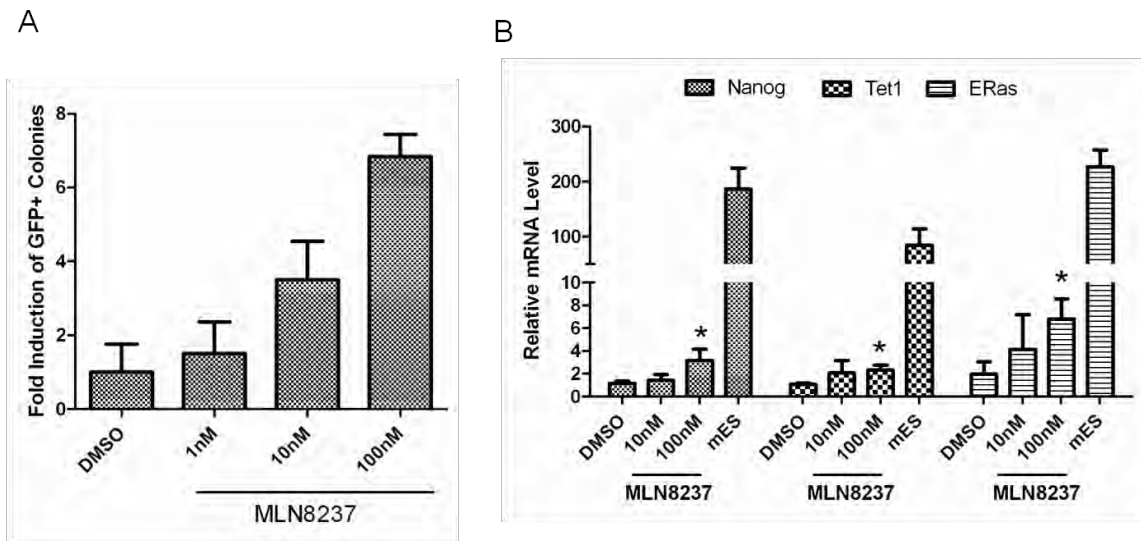 A
Fold Induction of GFP+ Colonies
8
6
4
2
0
DMSO
1nM
10nM
100nM
MLN8237
B
Nanog Tet1 ERas
Relative mRNA Level
300
200
100
10
8
6
4
2
0
* * *
DMSO 10nM 100nM mES DMSO 10nM 100nM mES DMSO 10nM 100nM mES
MLN8237 MLN8237 MLN8237